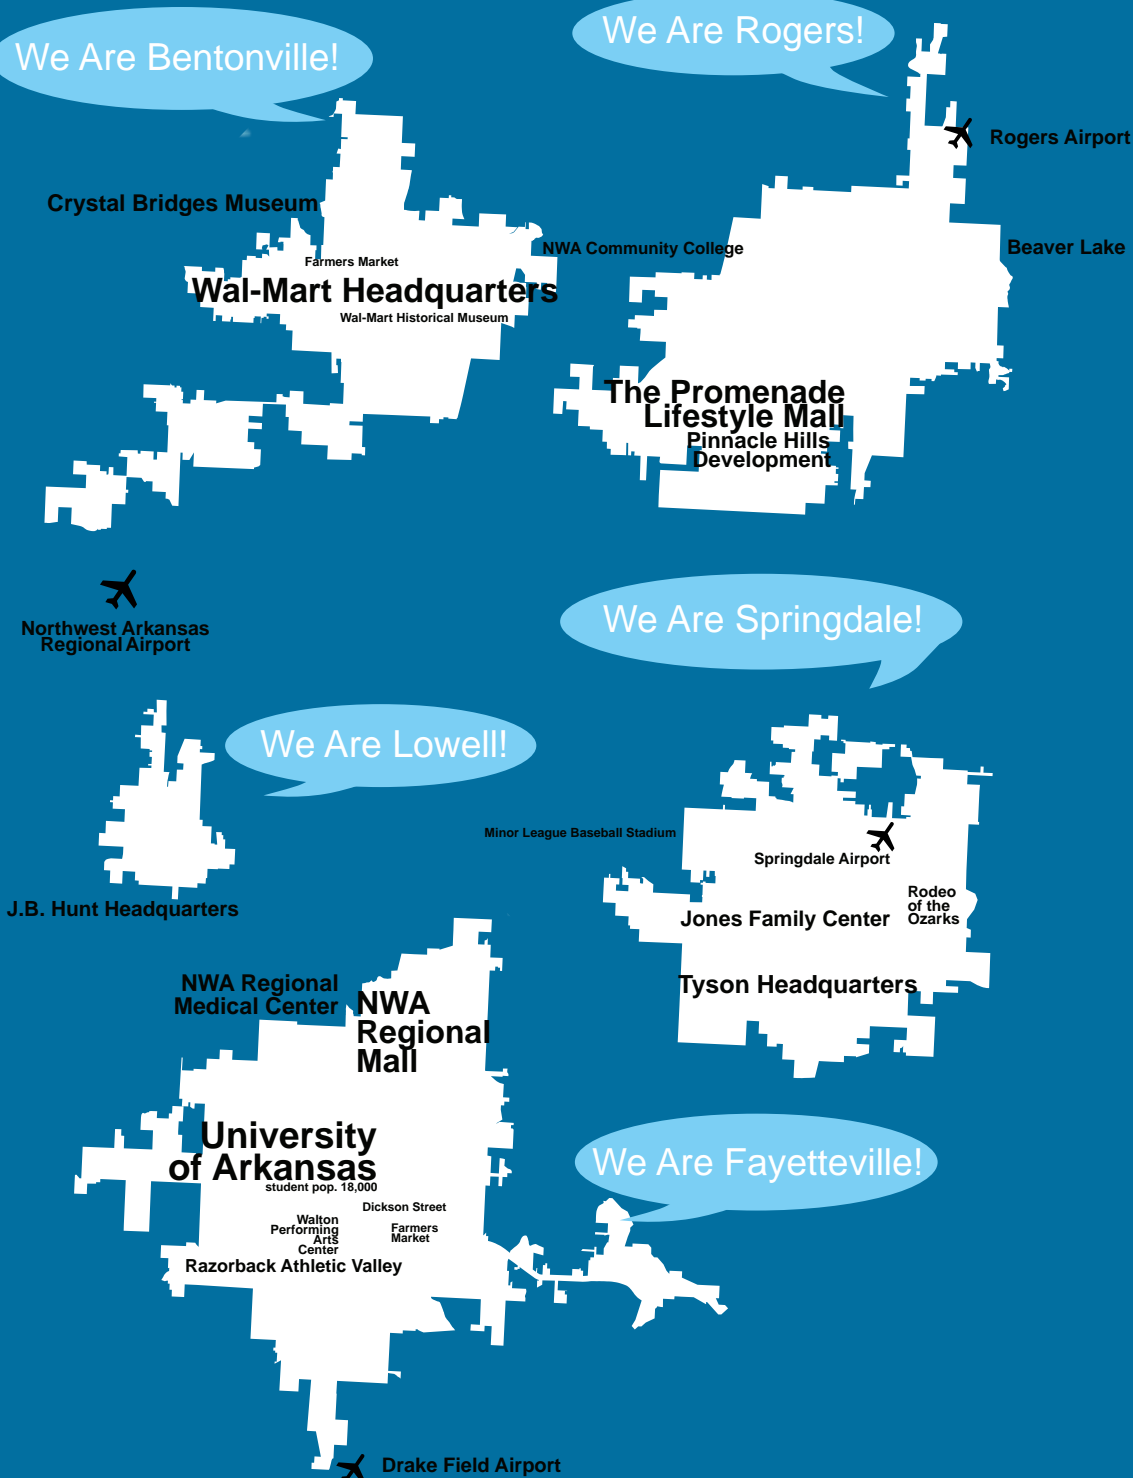 We Are Bentonville!
We Are Rogers!
Rogers Airport
Crystal Bridges Museum
NWA Community College
Beaver Lake
Farmers Market
Wal-Mart Headquarters
Wal-Mart Historical Museum
The Promenade
Lifestyle Mall
Pinnacle Hills
Development
Northwest Arkansas
Regional Airport
We Are Springdale!
We Are Lowell!
Minor League Baseball Stadium
Springdale Airport
Rodeo
of the
Ozarks
Jones Family Center
J.B. Hunt Headquarters
Tyson Headquarters
NWA Regional
Medical Center
NWA
Regional
Mall
University
of Arkansas
student pop. 18,000
We Are Fayetteville!
Dickson Street
Walton
Performing
Arts
Center
Farmers
Market
Razorback Athletic Valley
Drake Field Airport